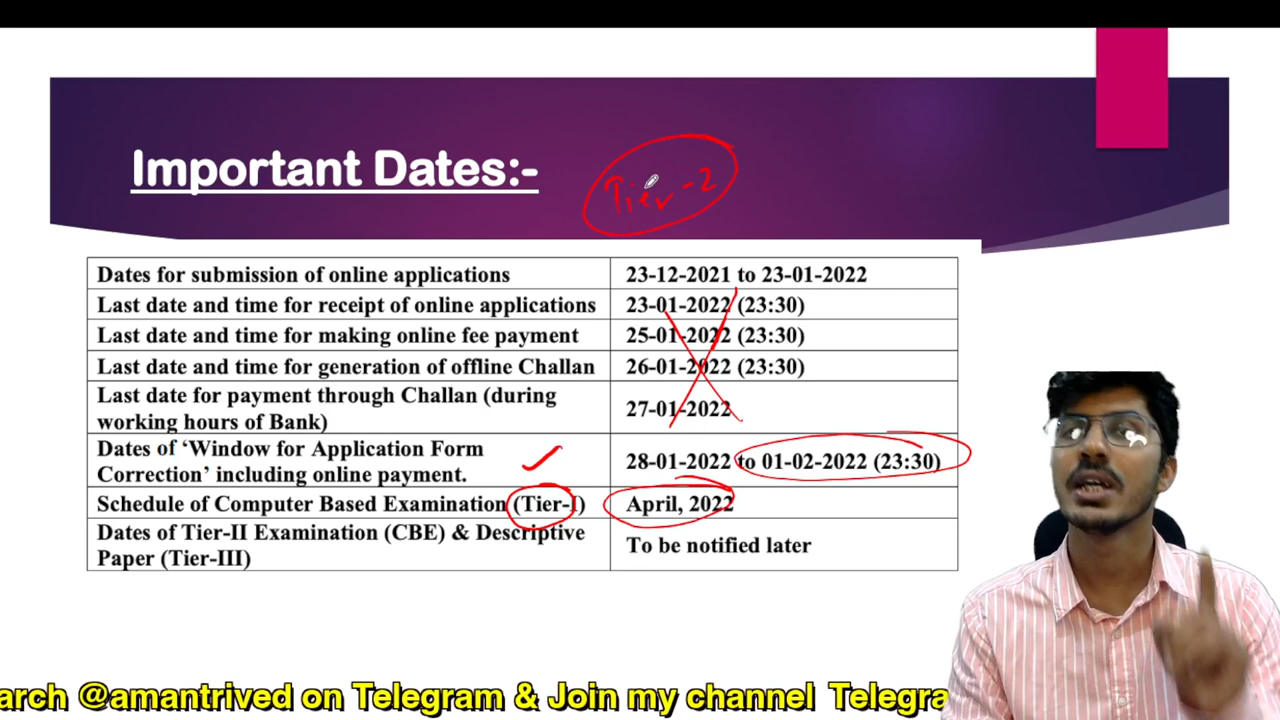 Important Dates:-
Tier-2
Dates for submission of online applications 23-12-2021 to 23-01-2022
Last date and time for receipt of online applications 23-01-2022 (23:30)
Last date and time for making online fee payment 25-01-2022 (23:30)
Last date and time for generation of offline Challan 26-01-2022 (23:30)
Last date for payment through Challan (during
working hours of Bank) 27-01-2022
Dates of ‘Window for Application Form
Correction’ including online payment. 28-01-2022 to 01-02-2022 (23:30)
Schedule of Computer Based Examination (Tier-I) April, 2022
Dates of Tier-II Examination (CBE) & Descriptive
Paper (Tier-III) To be notified later
arch @amantrived on Telegram & Join my channel Telegra